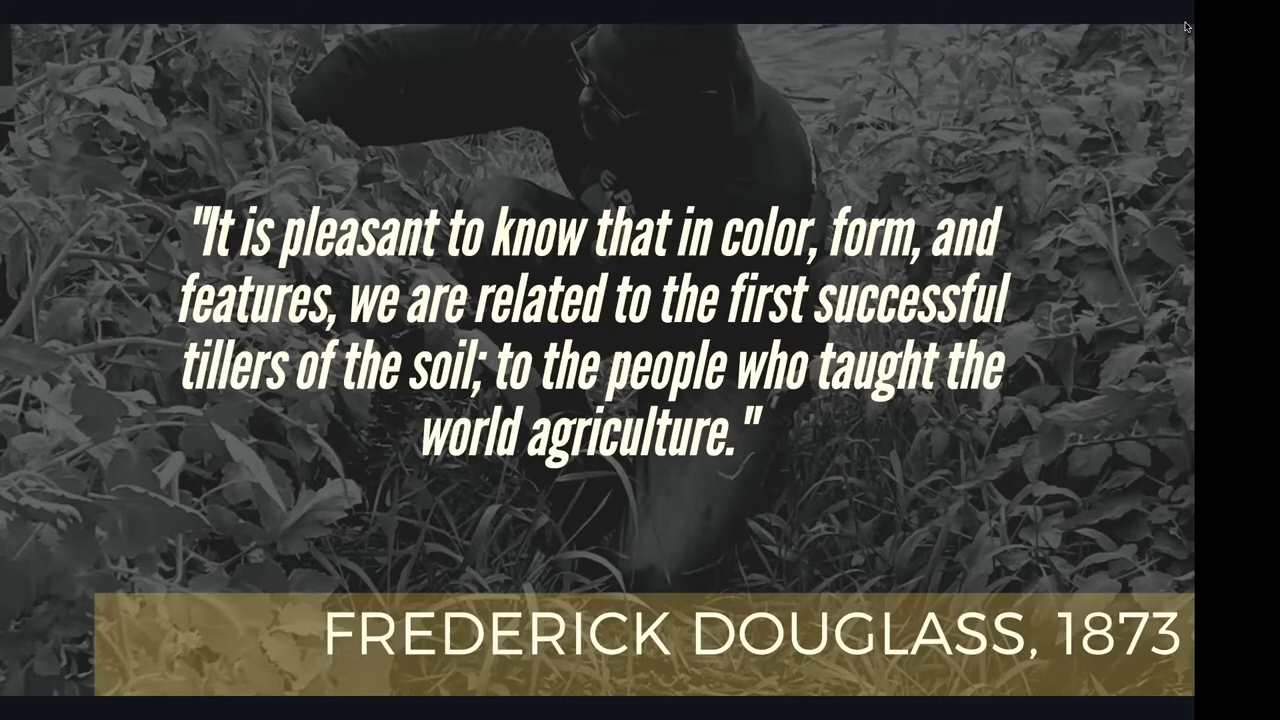 "It is pleasant to know that in color, form, and
features, we are related to the first successful
tillers of the soil; to the people who taught the
world agriculture."
FREDERICK DOUGLASS, 1873